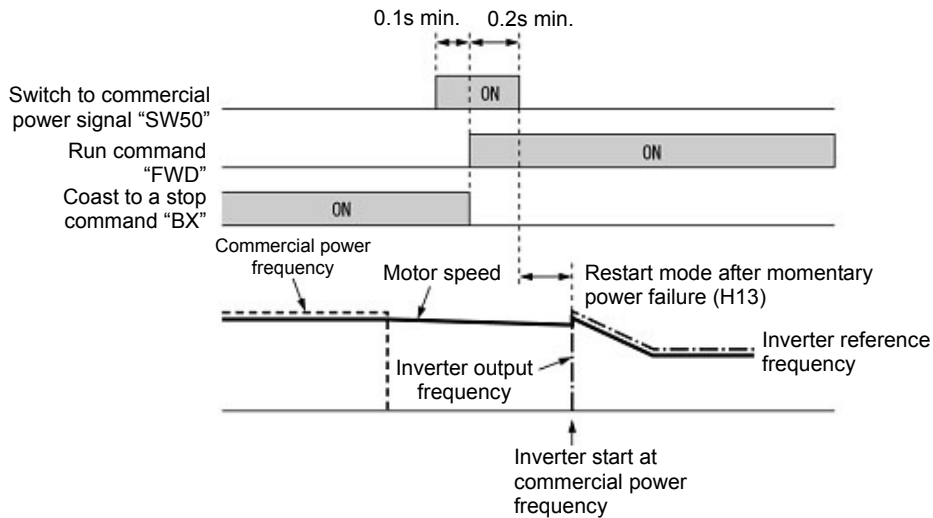 0.1s min.
0.2s min.
Switch to commercial
power signal “SW50”
ON
Run command
“FWD”
ON
Coast to a stop
command “BX”
ON
Commercial power
frequency
Motor speed
Restart mode after momentary
power failure (H13)
Inverter output
frequency
Inverter reference
frequency
Inverter start at
commercial power
frequency